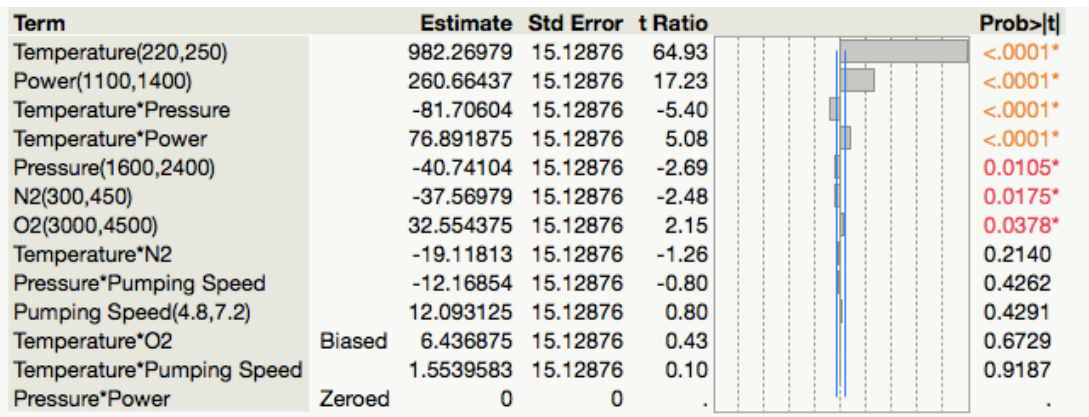 Term Estimate Std Error t Ratio Prob>|t|
Temperature(220,250) 982.26979 15.12876 64.93 <.0001*
Power(1100,1400) 260.66437 15.12876 17.23 <.0001*
Temperature*Pressure -81.70604 15.12876 -5.40 <.0001*
Temperature*Power 76.891875 15.12876 5.08 <.0001*
Pressure(1600,2400) -40.74104 15.12876 -2.69 0.0105*
N2(300,450) -37.56979 15.12876 -2.48 0.0175*
O2(3000,4500) 32.554375 15.12876 2.15 0.0378*
Temperature*N2 -19.11813 15.12876 -1.26 0.2140
Pressure*Pumping Speed -12.16854 15.12876 -0.80 0.4262
Pumping Speed(4.8,7.2) 12.093125 15.12876 0.80 0.4291
Temperature*O2 Biased 6.436875 15.12876 0.43 0.6729
Temperature*Pumping Speed 1.5539583 15.12876 0.10 0.9187
Pressure*Power Zeroed 0 0 . .